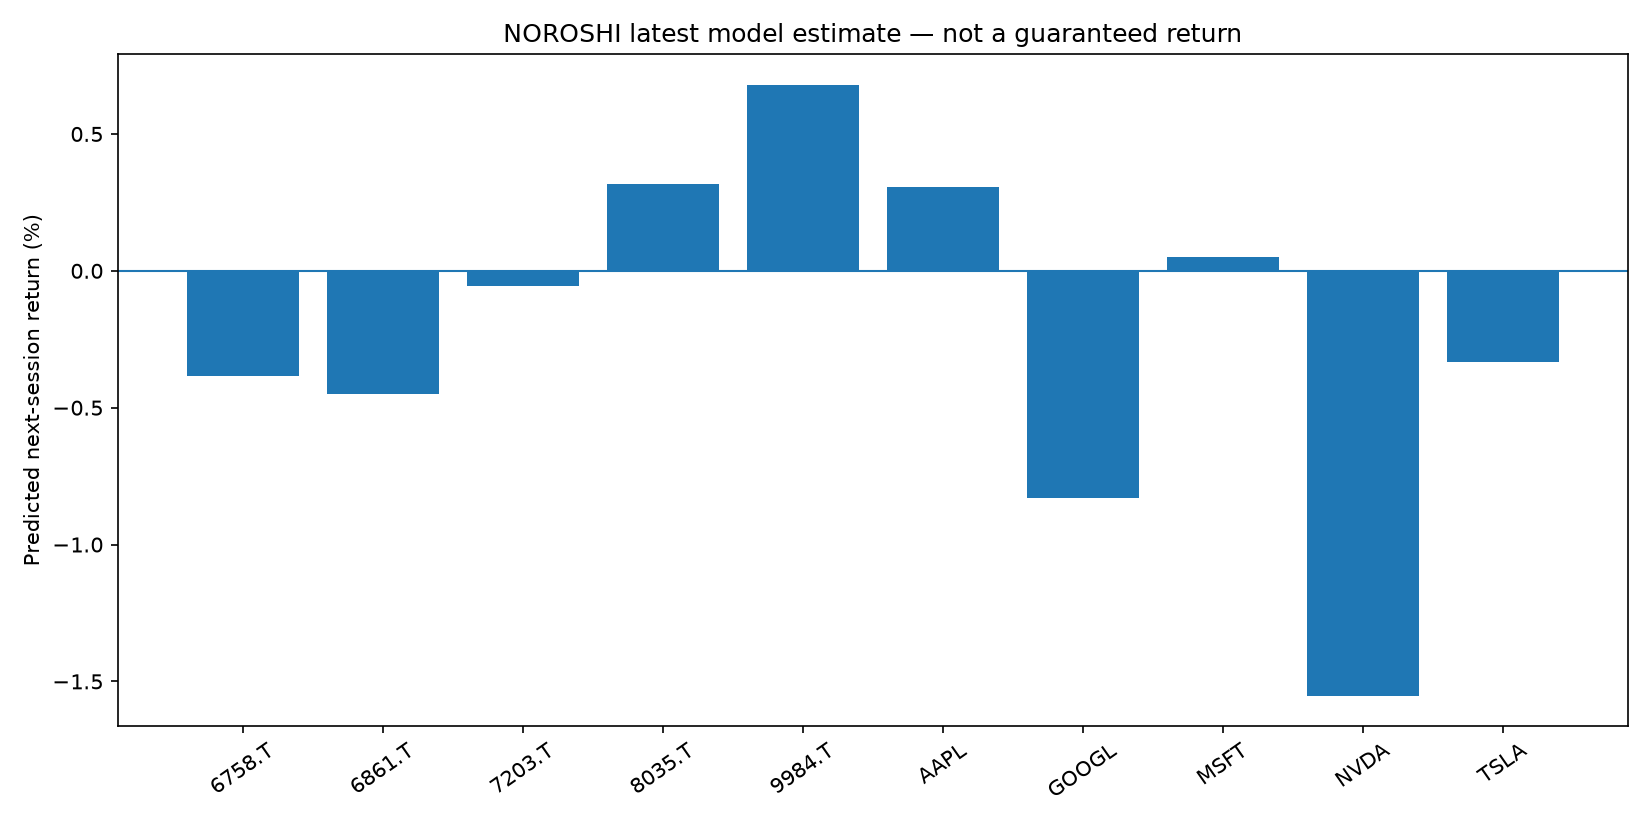 NOROSHI latest model estimate — not a guaranteed return
Predicted next-session return (%)
0.5
0.0
−0.5
−1.0
−1.5
6758.T
6861.T
7203.T
8035.T
9984.T
AAPL
GOOGL
MSFT
NVDA
TSLA